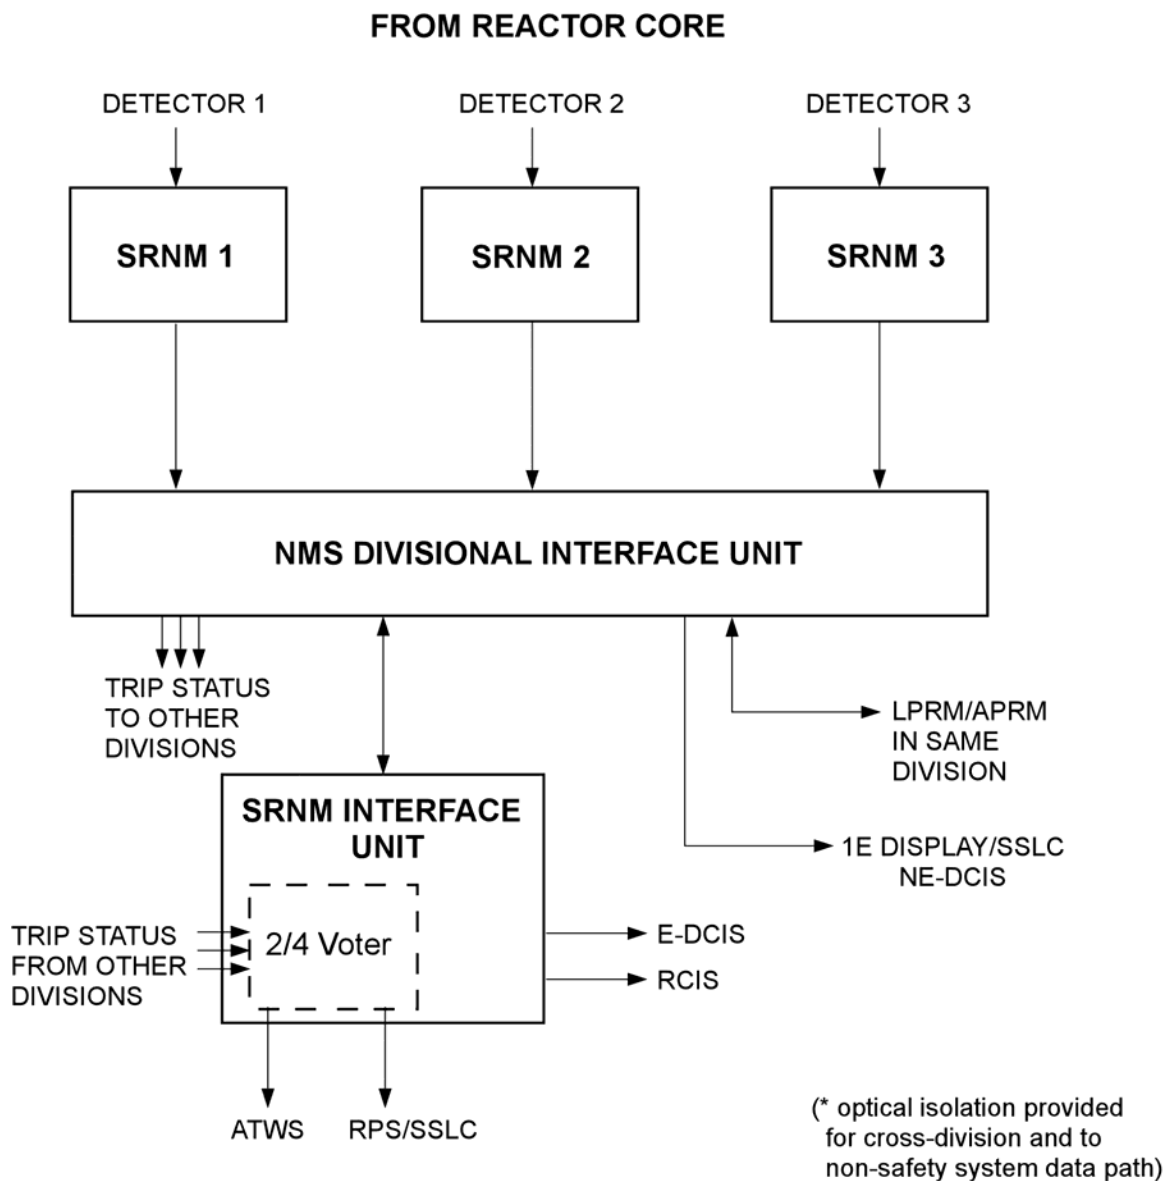 FROM REACTOR CORE
DETECTOR 1
DETECTOR 2
DETECTOR 3
SRNM 1
SRNM 2
SRNM 3
NMS DIVISIONAL INTERFACE UNIT
TRIP STATUS
TO OTHER
DIVISIONS
LPRM/APRM
IN SAME
DIVISION
SRNM INTERFACE
UNIT
1E DISPLAY/SSLC
NE-DCIS
TRIP STATUS
FROM OTHER
DIVISIONS
2/4 Voter
E-DCIS
RCIS
ATWS
RPS/SSLC
(* optical isolation provided
for cross-division and to
non-safety system data path)